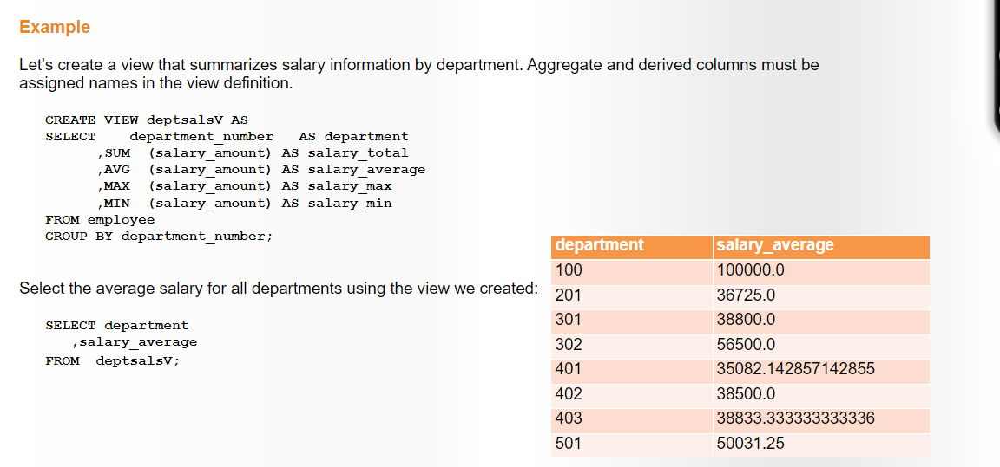 Example
Let's create a view that summarizes salary information by department. Aggregate and derived columns must be
assigned names in the view definition.
CREATE VIEW deptsalsV AS
SELECT department_number AS department
,SUM (salary_amount) AS salary_total
,AVG (salary_amount) AS salary_average
,MAX (salary_amount) AS salary_max
,MIN (salary_amount) AS salary_min
FROM employee
GROUP BY department_number;
Select the average salary for all departments using the view we created:
SELECT department
,salary_average
FROM deptsalsV;
department salary_average
100 100000.0
201 36725.0
301 38800.0
302 56500.0
401 35082.142857142855
402 38500.0
403 38833.333333333336
501 50031.25